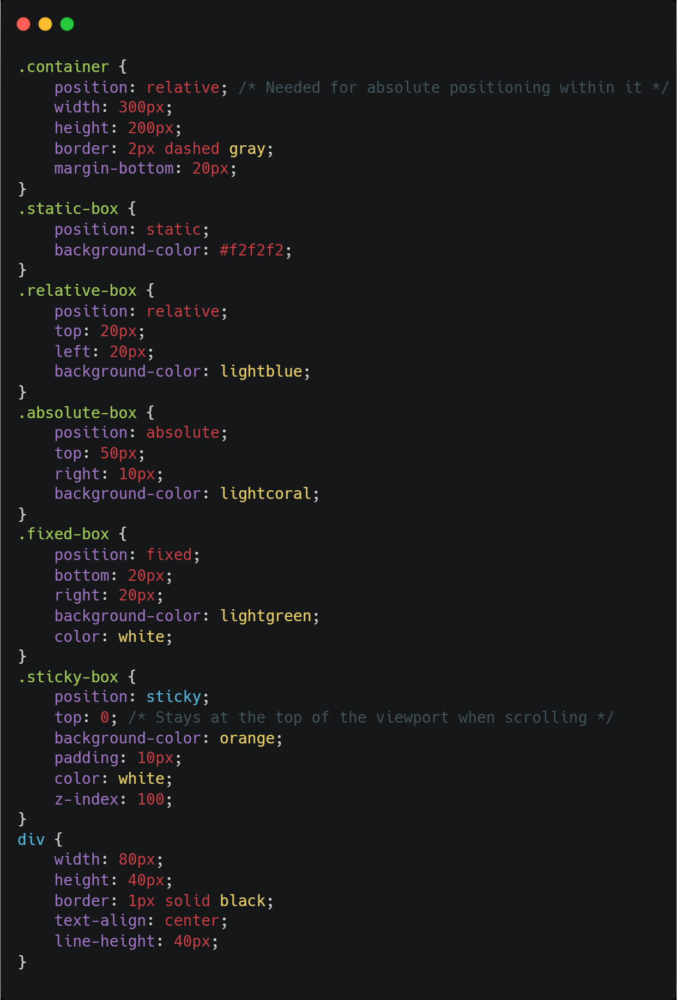 .container {
    position: relative; /* Needed for absolute positioning within it */
    width: 300px;
    height: 200px;
    border: 2px dashed gray;
    margin-bottom: 20px;
}
.static-box {
    position: static;
    background-color: #f2f2f2;
}
.relative-box {
    position: relative;
    top: 20px;
    left: 20px;
    background-color: lightblue;
}
.absolute-box {
    position: absolute;
    top: 50px;
    right: 10px;
    background-color: lightcoral;
}
.fixed-box {
    position: fixed;
    bottom: 20px;
    right: 20px;
    background-color: lightgreen;
    color: white;
}
.sticky-box {
    position: sticky;
    top: 0; /* Stays at the top of the viewport when scrolling */
    background-color: orange;
    padding: 10px;
    color: white;
    z-index: 100;
}
div {
    width: 80px;
    height: 40px;
    border: 1px solid black;
    text-align: center;
    line-height: 40px;
}